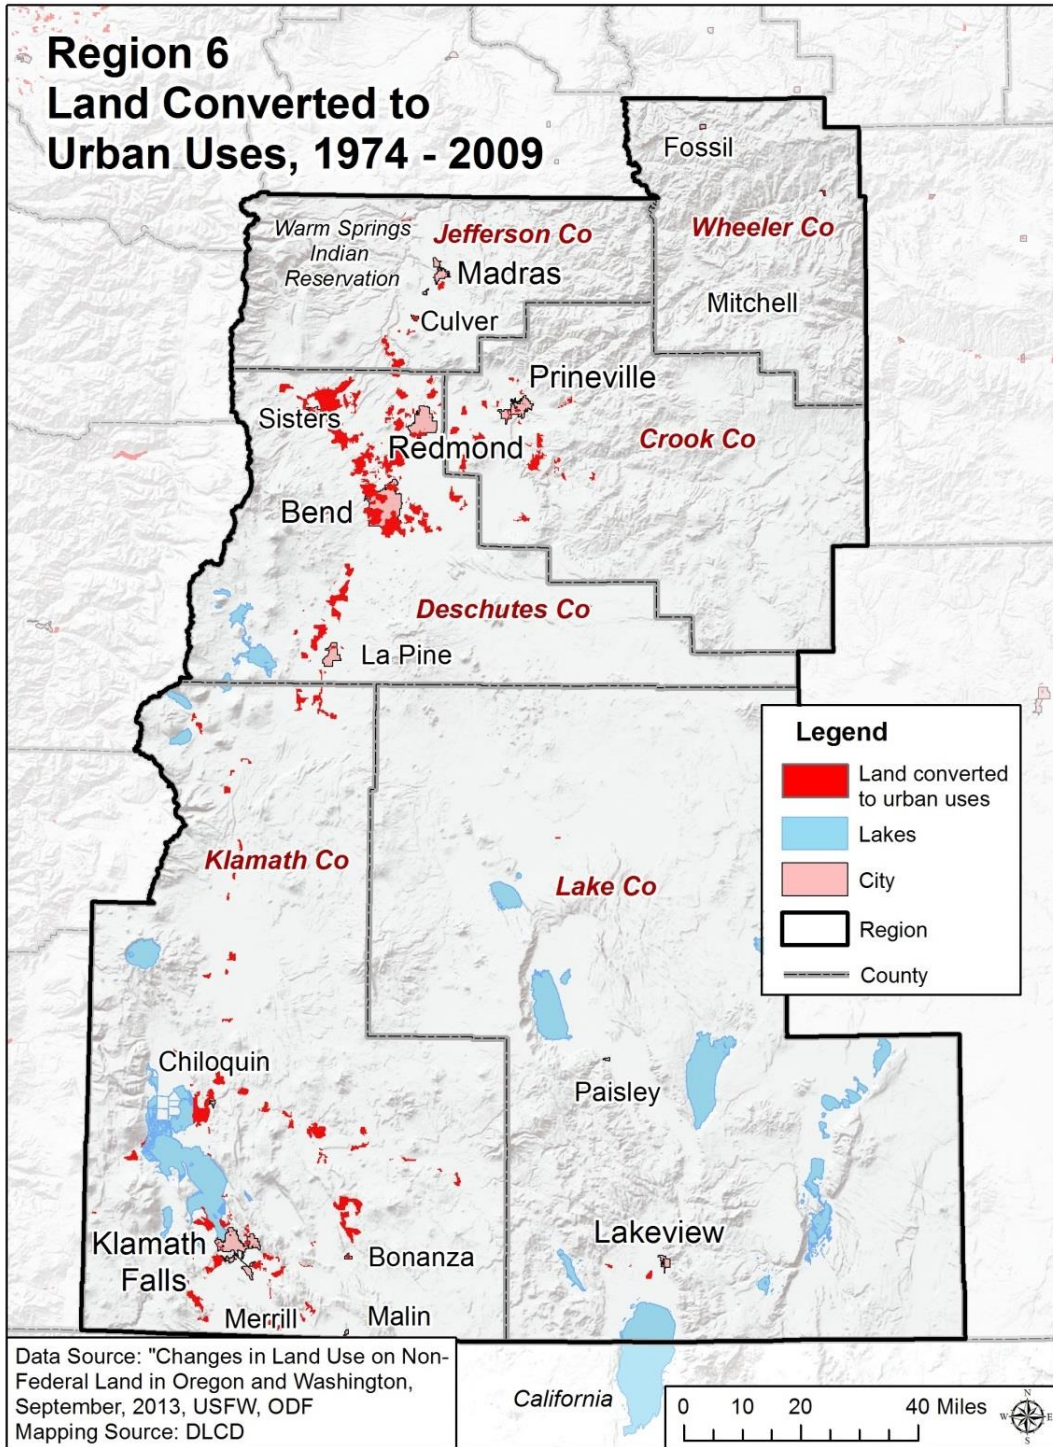 Region 6
Land Converted to
Urban Uses, 1974 - 2009
Fossil
Warm Springs
Indian
Reservation
Jefferson Co
Wheeler Co
Madras
Mitchell
Culver
Prineville
Sisters
Redmond
Crook Co
Bend
Deschutes Co
La Pine
Legend
Land converted
to urban uses
Lakes
City
Region
County
Klamath Co
Lake Co
Chiloquin
Paisley
Lakeview
Klamath
Falls
Bonanza
Merrill
Malin
Data Source: "Changes in Land Use on Non-
Federal Land in Oregon and Washington,
September, 2013, USFW, ODF
Mapping Source: DLCD
California
0 10 20 40 Miles
N
W E
S